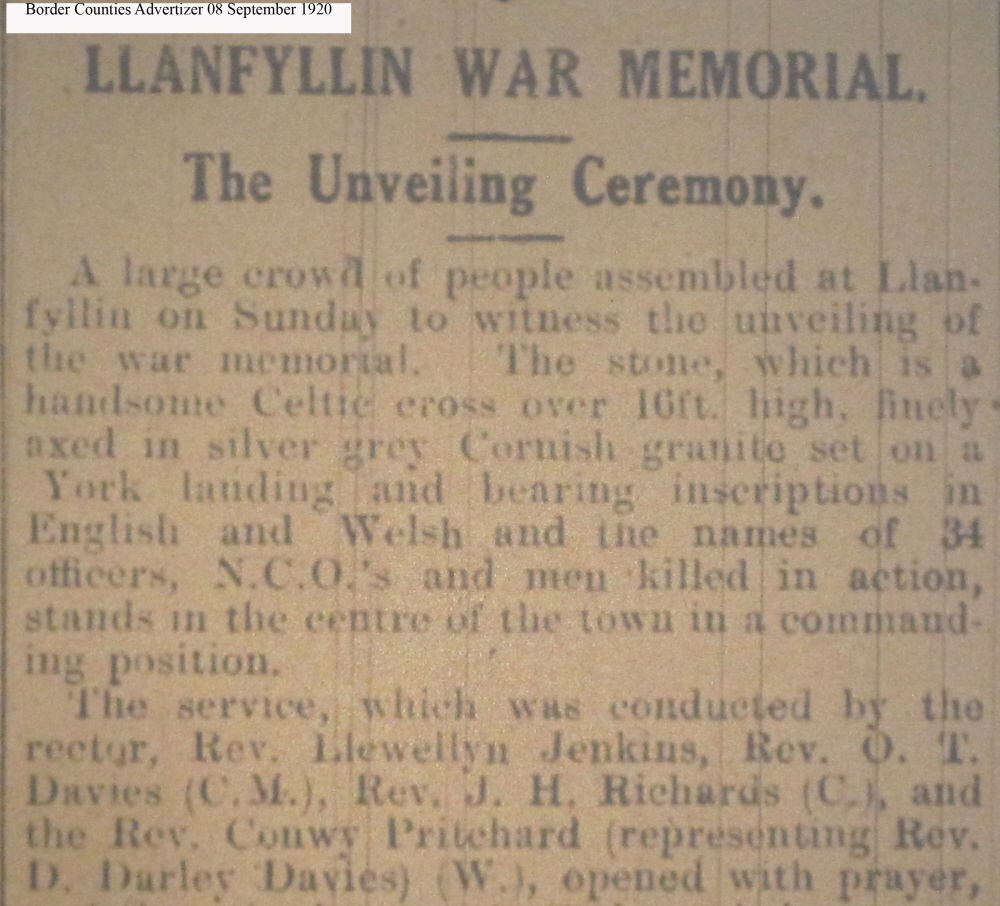 Border Counties Advertizer 08 September 1920
LLANFYLLIN WAR MEMORIAL.
The Unveiling Ceremony.
A large crowd of people assembled at Llan-
fyllin on Sunday to witness the unveiling of
the war memorial. The stone, which is a
handsome Celtic cross over 16ft. high, finely
axed in silver grey Cornish granite set on a
York landing and bearing inscriptions in
English and Welsh and the names of 34
officers, N.C.O.'s and men killed in action,
stands in the centre of the town in a command-
ing position.
The service, which was conducted by the
rector, Rev. Llewellyn Jenkins, Rev. O. T.
Davies (C.M.), Rev. J. H. Richards (C.), and
the Rev. Conwy Pritchard (representing Rev.
D. Darley Davies) (W.), opened with prayer,